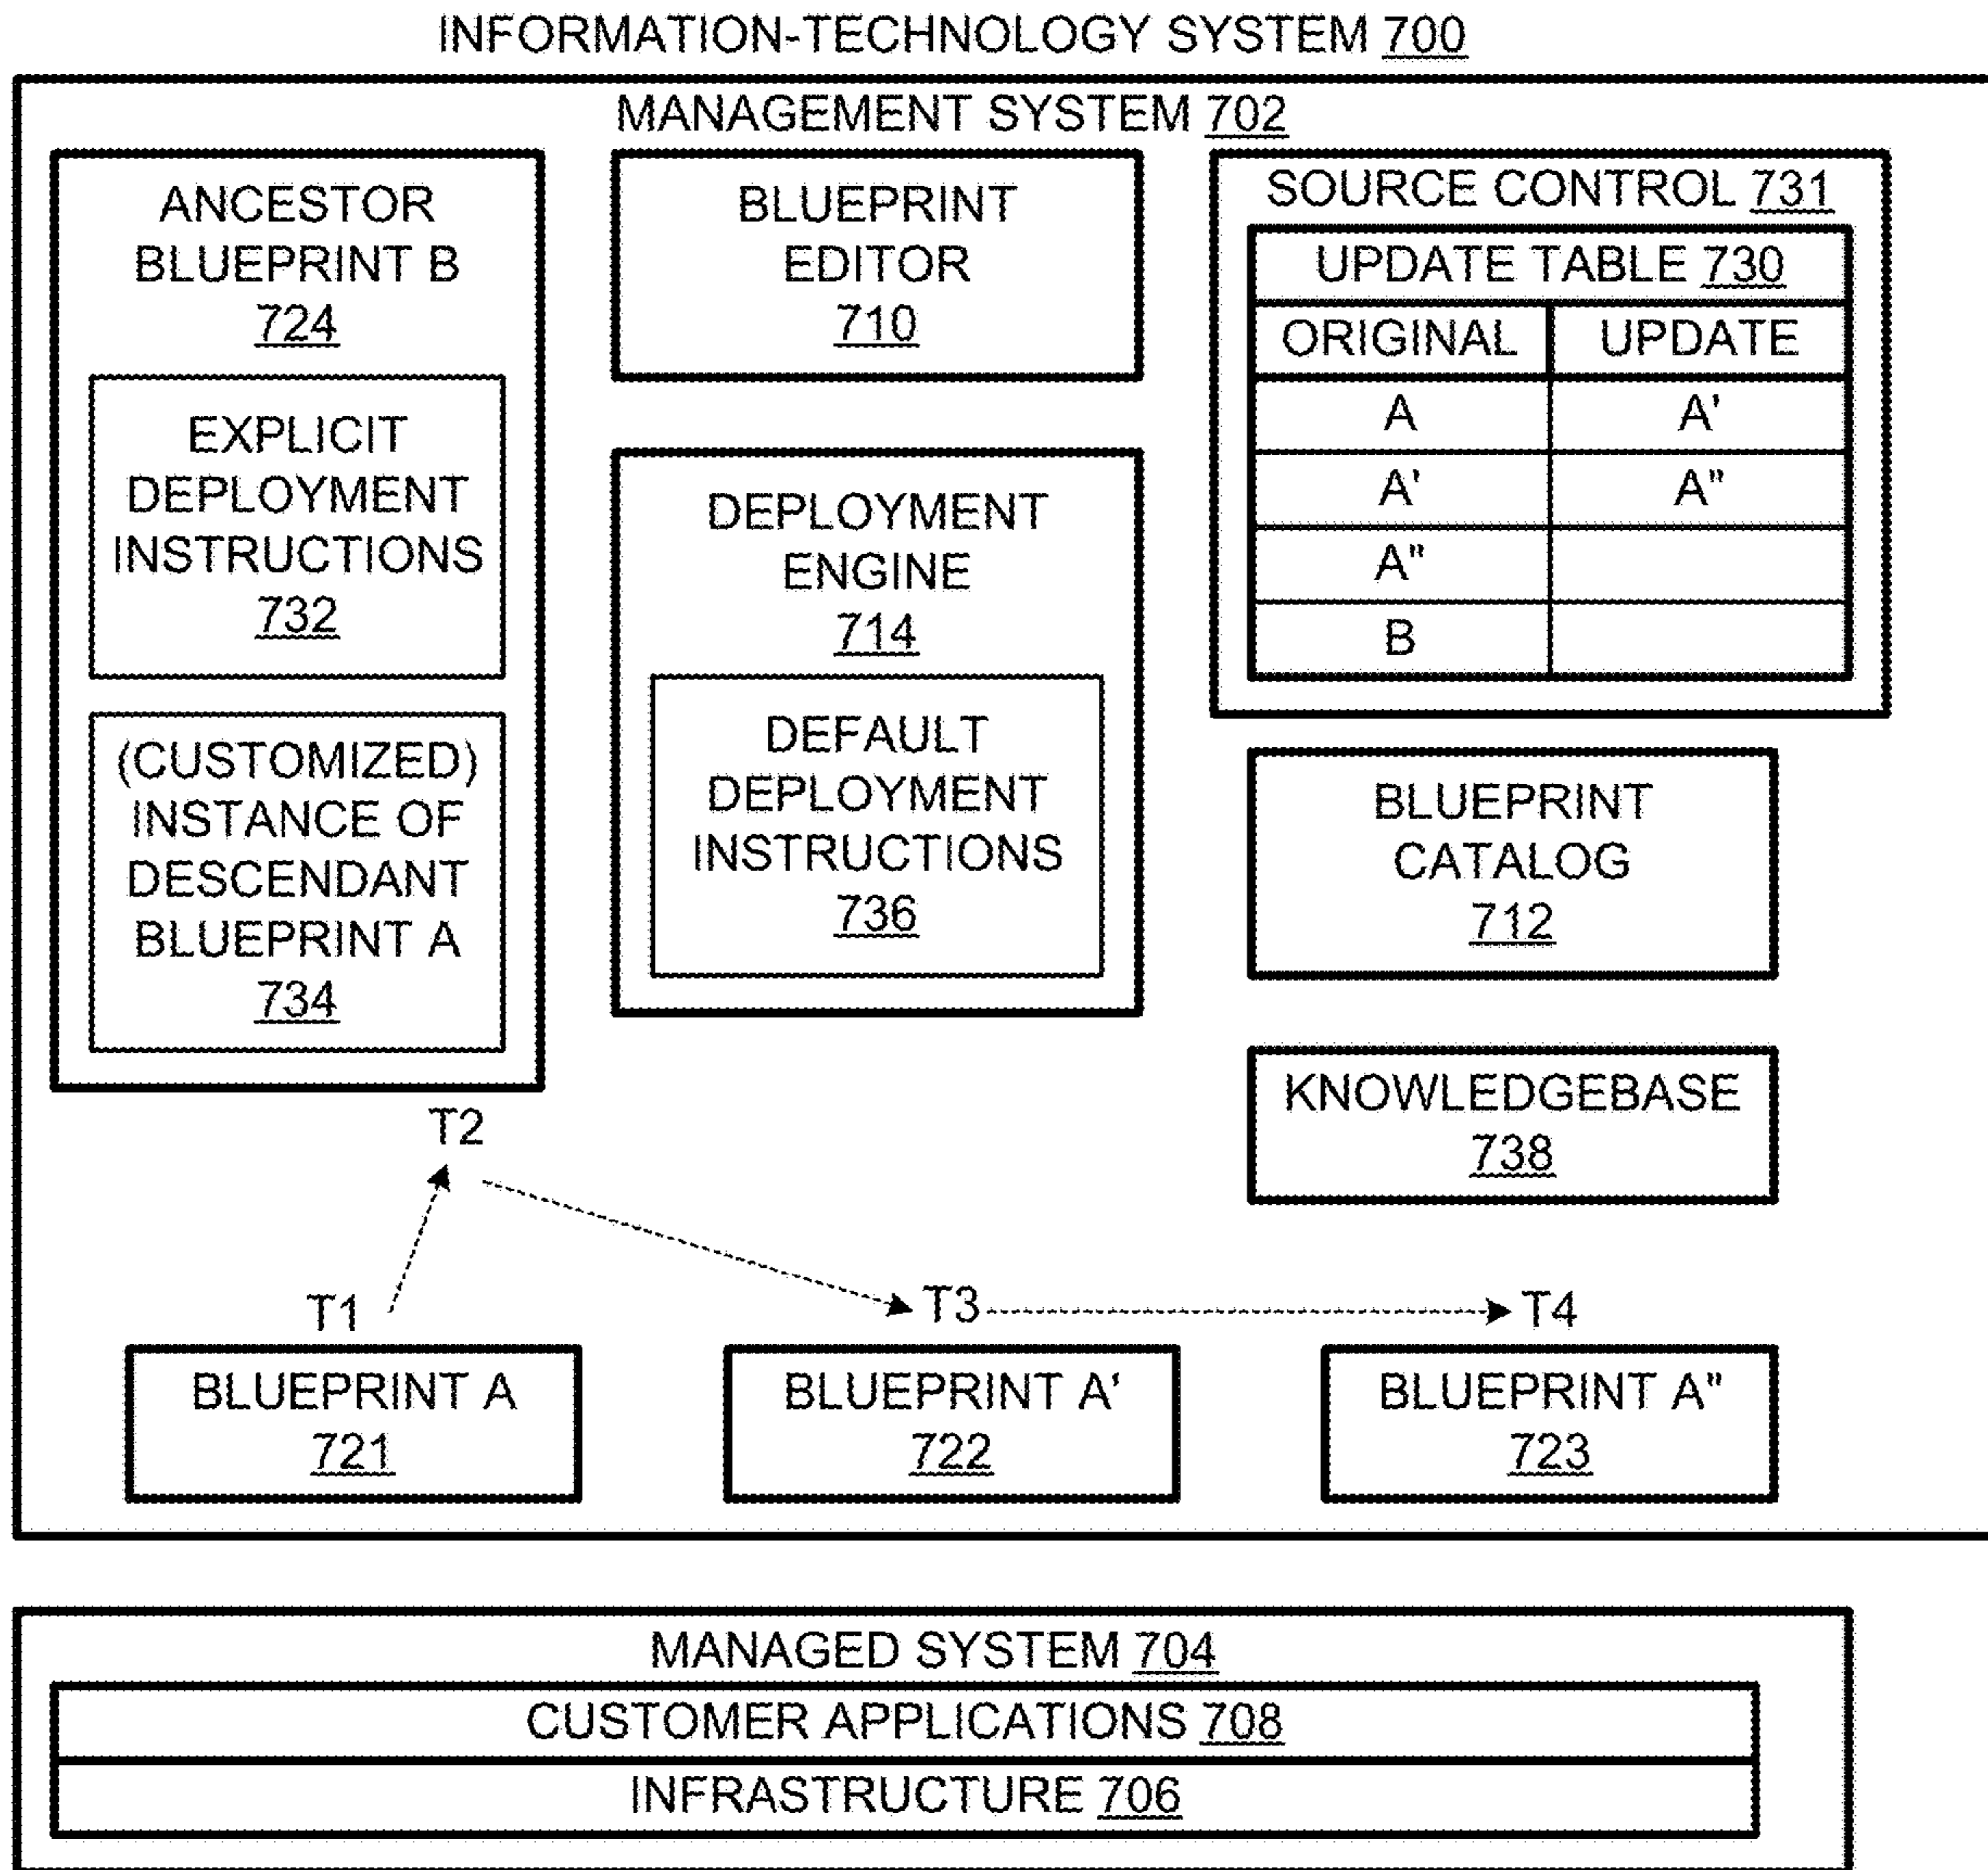 INFORMATION-TECHNOLOGY SYSTEM 700
MANAGEMENT SYSTEM 702
ANCESTOR
BLUEPRINT B
724
EXPLICIT
DEPLOYMENT
INSTRUCTIONS
732
(CUSTOMIZED)
INSTANCE OF
DESCENDANT
BLUEPRINT A
734
BLUEPRINT
EDITOR
710
DEPLOYMENT
ENGINE
714
DEFAULT
DEPLOYMENT
INSTRUCTIONS
736
SOURCE CONTROL 731
UPDATE TABLE 730
ORIGINAL UPDATE
A A'
A' A"
A"
B
BLUEPRINT
CATALOG
712
KNOWLEDGEBASE
738
T2
T1
T3
T4
BLUEPRINT A
721
BLUEPRINT A'
722
BLUEPRINT A"
723
MANAGED SYSTEM 704
CUSTOMER APPLICATIONS 708
INFRASTRUCTURE 706